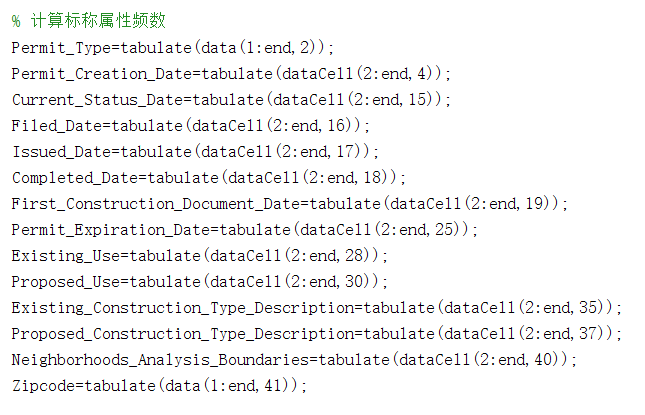 % 计算标称属性频数
Permit_Type=tabulate(data(1:end,2));
Permit_Creation_Date=tabulate(dataCell(2:end,4));
Current_Status_Date=tabulate(dataCell(2:end,15));
Filed_Date=tabulate(dataCell(2:end,16));
Issued_Date=tabulate(dataCell(2:end,17));
Completed_Date=tabulate(dataCell(2:end,18));
First_Construction_Document_Date=tabulate(dataCell(2:end,19));
Permit_Expiration_Date=tabulate(dataCell(2:end,25));
Existing_Use=tabulate(dataCell(2:end,28));
Proposed_Use=tabulate(dataCell(2:end,30));
Existing_Construction_Type_Description=tabulate(dataCell(2:end,35));
Proposed_Construction_Type_Description=tabulate(dataCell(2:end,37));
Neighborhoods_Analysis_Boundaries=tabulate(dataCell(2:end,40));
Zipcode=tabulate(data(1:end,41));